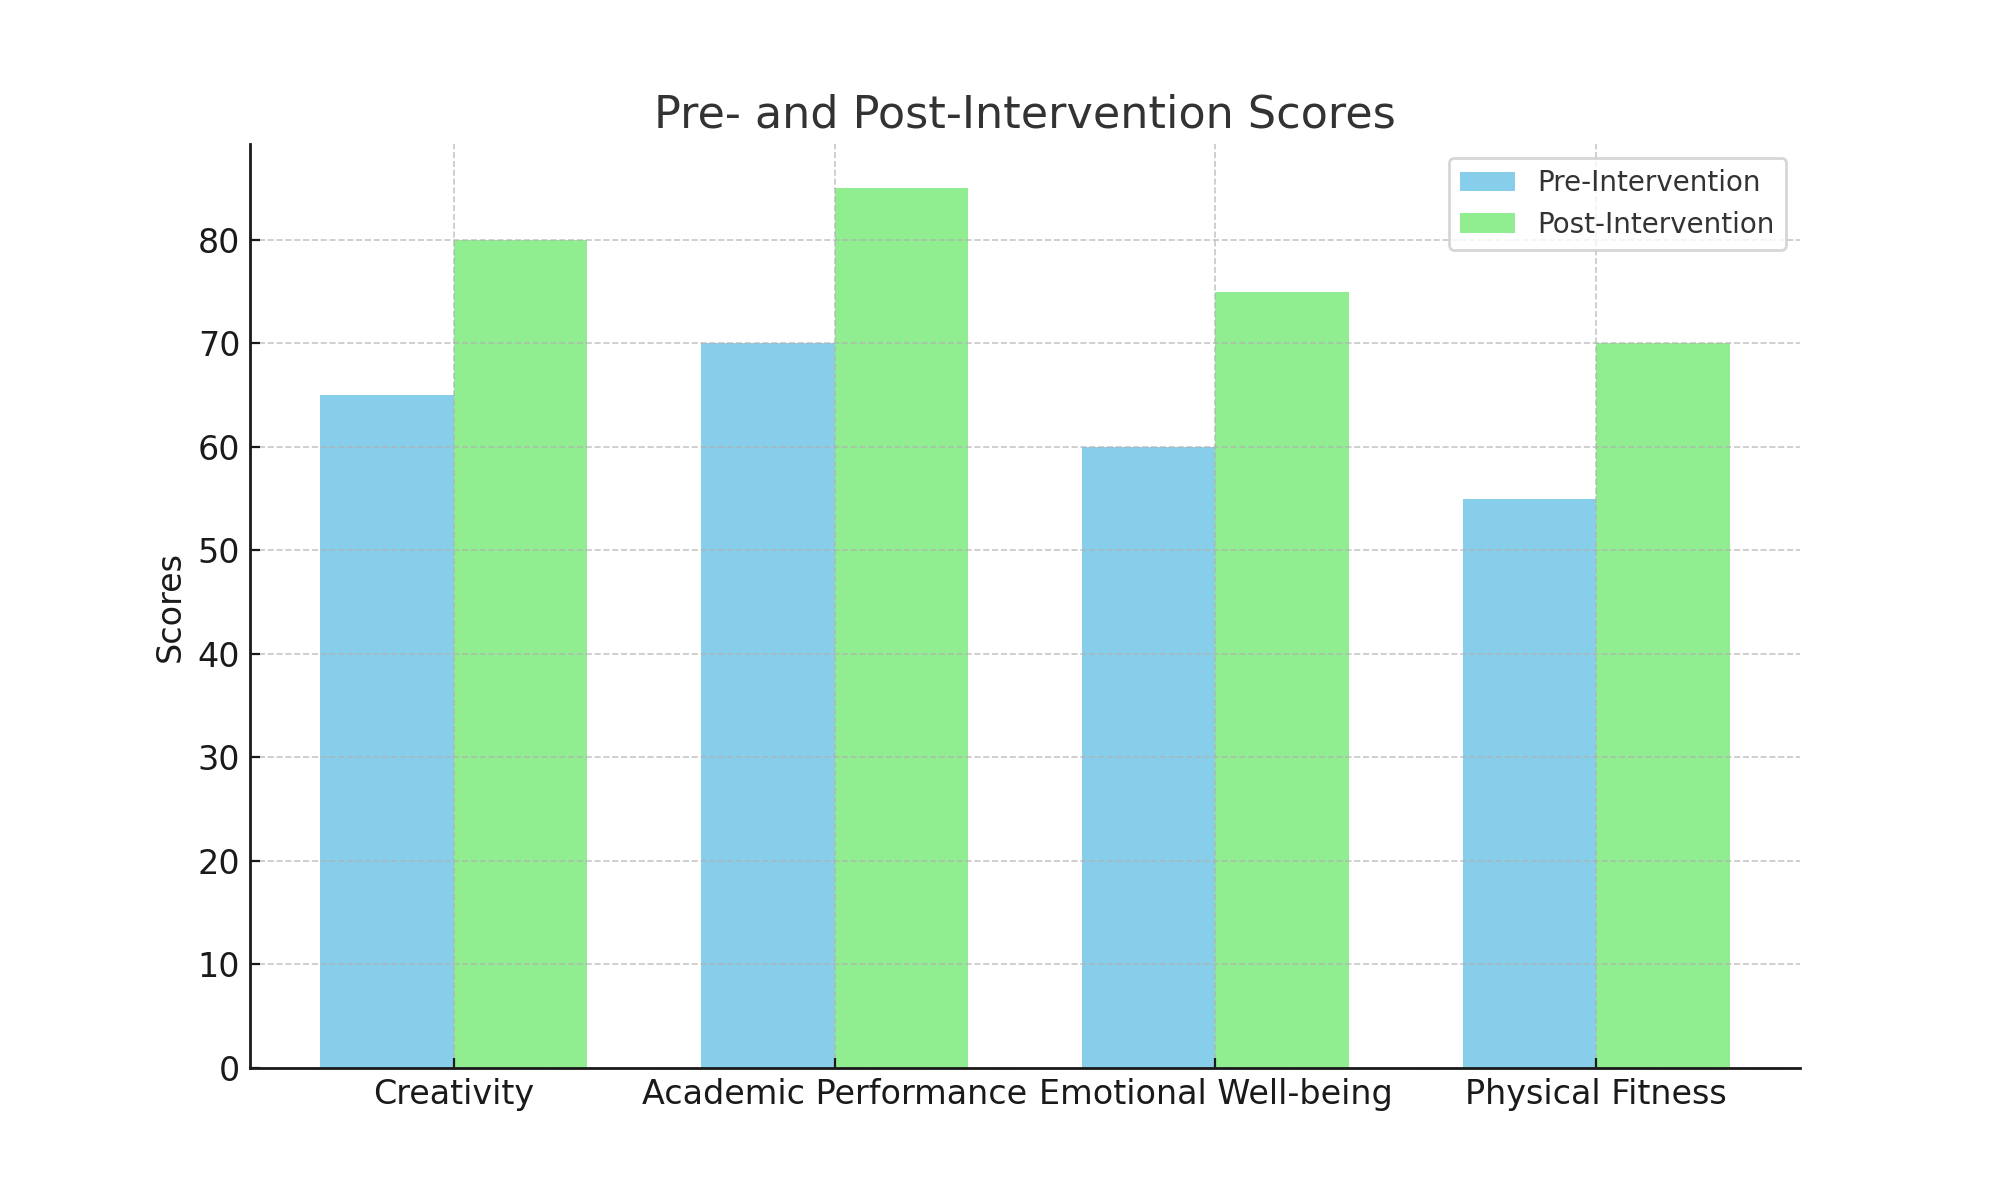 Pre- and Post-Intervention Scores
Pre-Intervention
Post-Intervention
Scores
80
70
60
50
40
30
20
10
0
Creativity
Academic Performance
Emotional Well-being
Physical Fitness